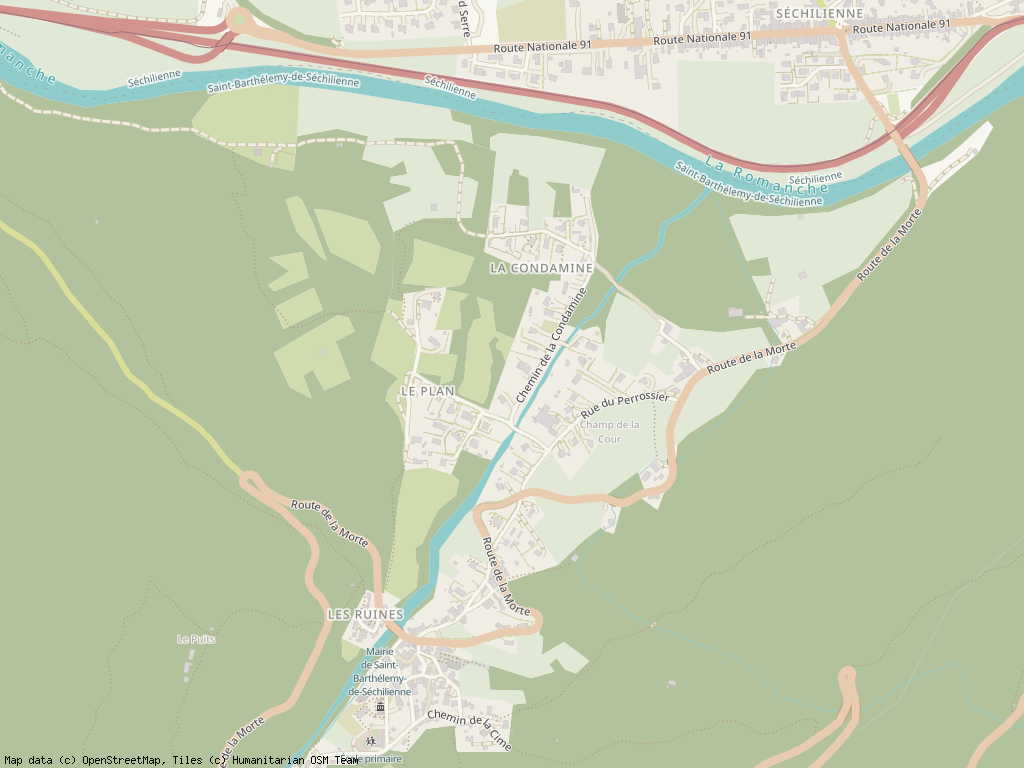 SÉCHILIENNE
d Serre
Route Nationale 91
Route Nationale 91
Route Nationale 91
manche
Séchilienne
Saint-Barthélemy-de-Séchilienne
Séchilienne
La Romanche
Séchilienne
Saint-Barthélemy-de-Séchilienne
Route de la Morte
LA CONDAMINE
Chemin de la Condamine
Route de la Morte
LE PLAN
Rue du Perrossier
Champ de la
Cour
Route de la Morte
Route de la Morte
LES RUINES
Le Puits
Mairie
de Saint-
Barthélemy-
de-Séchilienne
Chemin de la Cime
de la Morte
École primaire
Map data (c) OpenStreetMap, Tiles (c) Humanitarian OSM Team